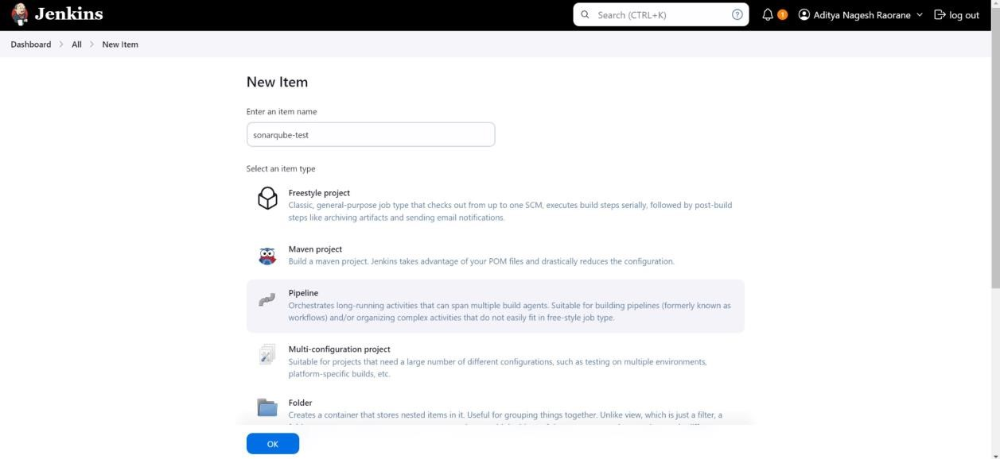 Jenkins
Search (CTRL+K)
?
1
Aditya Nagesh Raorane
log out
Dashboard > All > New Item
New Item
Enter an item name
sonarqube-test
Select an item type
Freestyle project
Classic, general-purpose job type that checks out from up to one SCM, executes build steps serially, followed by post-build
steps like archiving artifacts and sending email notifications.
Maven project
Build a maven project. Jenkins takes advantage of your POM files and drastically reduces the configuration.
Pipeline
Orchestrates long-running activities that can span multiple build agents. Suitable for building pipelines (formerly known as
workflows) and/or organizing complex activities that do not easily fit in free-style job type.
Multi-configuration project
Suitable for projects that need a large number of different configurations, such as testing on multiple environments,
platform-specific builds, etc.
Folder
Creates a container that stores nested items in it. Useful for grouping things together. Unlike view, which is just a filter, a
OK